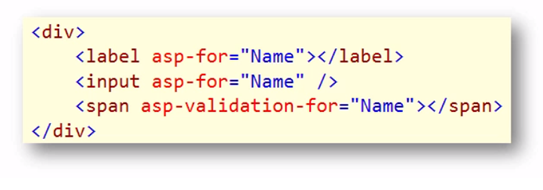 <div>
<label asp-for="Name"></label>
<input asp-for="Name" />
<span asp-validation-for="Name"></span>
</div>